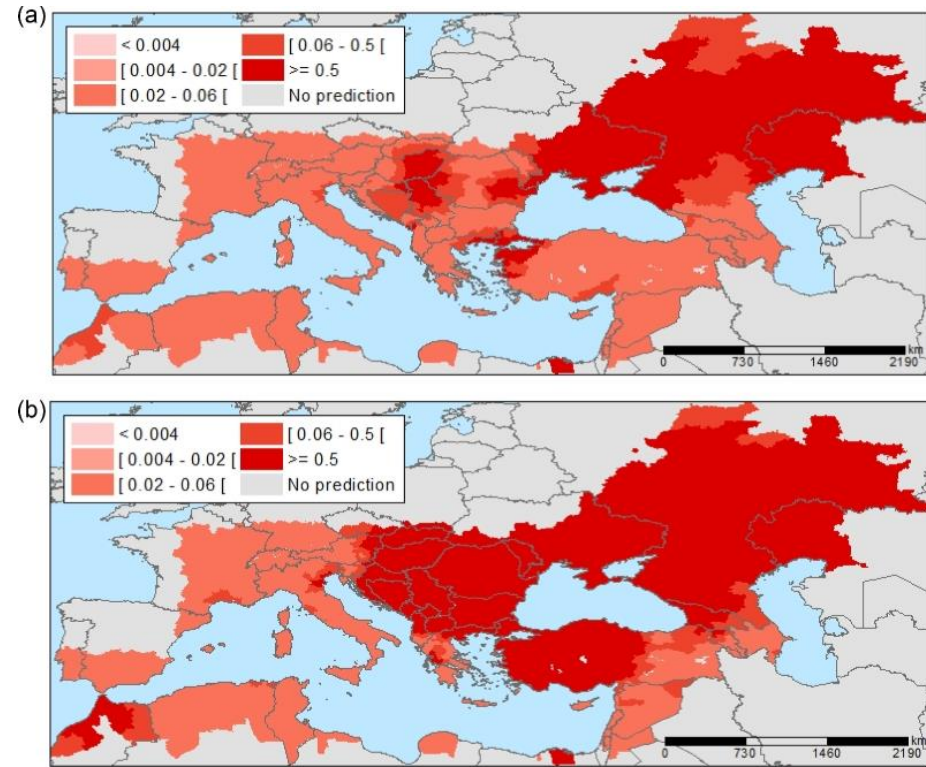 (a)
< 0.004 [ 0.06 - 0.5 [
[ 0.004 - 0.02 [ >= 0.5
[ 0.02 - 0.06 [ No prediction
km
0 730 1460 2190
(b)
< 0.004 [ 0.06 - 0.5 [
[ 0.004 - 0.02 [ >= 0.5
[ 0.02 - 0.06 [ No prediction
km
0 730 1460 2190